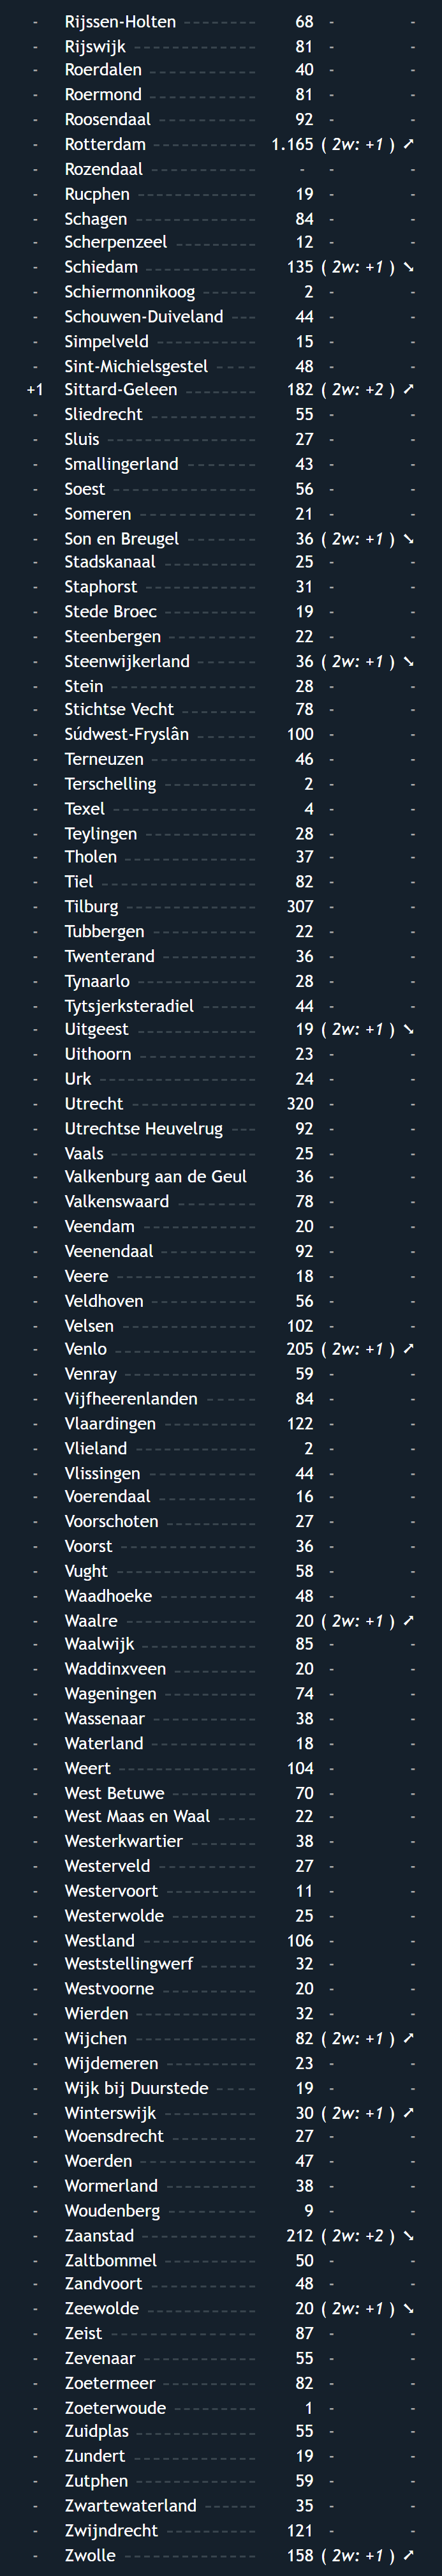 - Rijssen-Holten 68 - -
- Rijswijk 81 - -
- Roerdalen 40 - -
- Roermond 81 - -
- Roosendaal 92 - -
- Rotterdam 1.165 ( 2w: +1 ) ➚
- Rozendaal - - -
- Rucphen 19 - -
- Schagen 84 - -
- Scherpenzeel 12 - -
- Schiedam 135 ( 2w: +1 ) ➘
- Schiermonnikoog 2 - -
- Schouwen-Duiveland 44 - -
- Simpelveld 15 - -
- Sint-Michielsgestel 48 - -
+1 Sittard-Geleen 182 ( 2w: +2 ) ➚
- Sliedrecht 55 - -
- Sluis 27 - -
- Smallingerland 43 - -
- Soest 56 - -
- Someren 21 - -
- Son en Breugel 36 ( 2w: +1 ) ➘
- Stadskanaal 25 - -
- Staphorst 31 - -
- Stede Broec 19 - -
- Steenbergen 22 - -
- Steenwijkerland 36 ( 2w: +1 ) ➘
- Stein 28 - -
- Stichtse Vecht 78 - -
- Súdwest-Fryslân 100 - -
- Terneuzen 46 - -
- Terschelling 2 - -
- Texel 4 - -
- Teylingen 28 - -
- Tholen 37 - -
- Tiel 82 - -
- Tilburg 307 - -
- Tubbergen 22 - -
- Twenterand 36 - -
- Tynaarlo 28 - -
- Tytsjerksteradiel 44 - -
- Uitgeest 19 ( 2w: +1 ) ➘
- Uithoorn 23 - -
- Urk 24 - -
- Utrecht 320 - -
- Utrechtse Heuvelrug 92 - -
- Vaals 25 - -
- Valkenburg aan de Geul 36 - -
- Valkenswaard 78 - -
- Veendam 20 - -
- Veenendaal 92 - -
- Veere 18 - -
- Veldhoven 56 - -
- Velsen 102 - -
- Venlo 205 ( 2w: +1 ) ➚
- Venray 59 - -
- Vijfheerenlanden 84 - -
- Vlaardingen 122 - -
- Vlieland 2 - -
- Vlissingen 44 - -
- Voerendaal 16 - -
- Voorschoten 27 - -
- Voorst 36 - -
- Vught 58 - -
- Waadhoeke 48 - -
- Waalre 20 ( 2w: +1 ) ➚
- Waalwijk 85 - -
- Waddinxveen 20 - -
- Wageningen 74 - -
- Wassenaar 38 - -
- Waterland 18 - -
- Weert 104 - -
- West Betuwe 70 - -
- West Maas en Waal 22 - -
- Westerkwartier 38 - -
- Westerveld 27 - -
- Westervoort 11 - -
- Westerwolde 25 - -
- Westland 106 - -
- Weststellingwerf 32 - -
- Westvoorne 20 - -
- Wierden 32 - -
- Wijchen 82 ( 2w: +1 ) ➚
- Wijdemeren 23 - -
- Wijk bij Duurstede 19 - -
- Winterswijk 30 ( 2w: +1 ) ➚
- Woensdrecht 27 - -
- Woerden 47 - -
- Wormerland 38 - -
- Woudenberg 9 - -
- Zaanstad 212 ( 2w: +2 ) ➘
- Zaltbommel 50 - -
- Zandvoort 48 - -
- Zeewolde 20 ( 2w: +1 ) ➘
- Zeist 87 - -
- Zevenaar 55 - -
- Zoetermeer 82 - -
- Zoeterwoude 1 - -
- Zuidplas 55 - -
- Zundert 19 - -
- Zutphen 59 - -
- Zwartewaterland 35 - -
- Zwijndrecht 121 - -
- Zwolle 158 ( 2w: +1 ) ➚